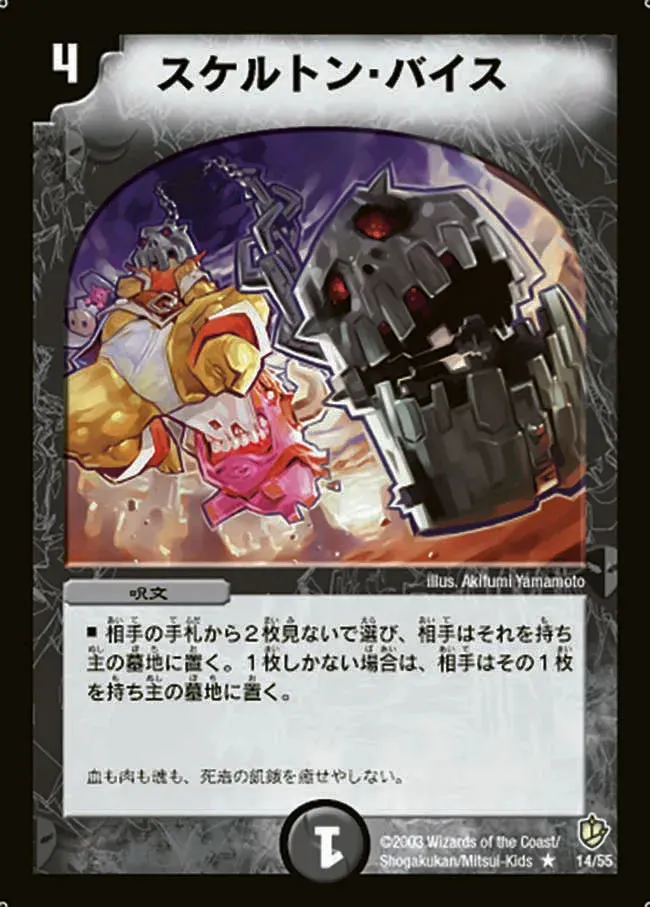 4
スケルトン・バイス
illus. Akifumi Yamamoto
呪文
■ 相手の手札から2枚見ないで選び、相手はそれを持ち
主の墓地に置く。1枚しかない場合は、相手はその1枚
を持ち主の墓地に置く。
血も肉も魂も、死者の飢餓を癒せやしない。
1
©2003 Wizards of the Coast/
Shogakukan/Mitsui-Kids ★ 14/55